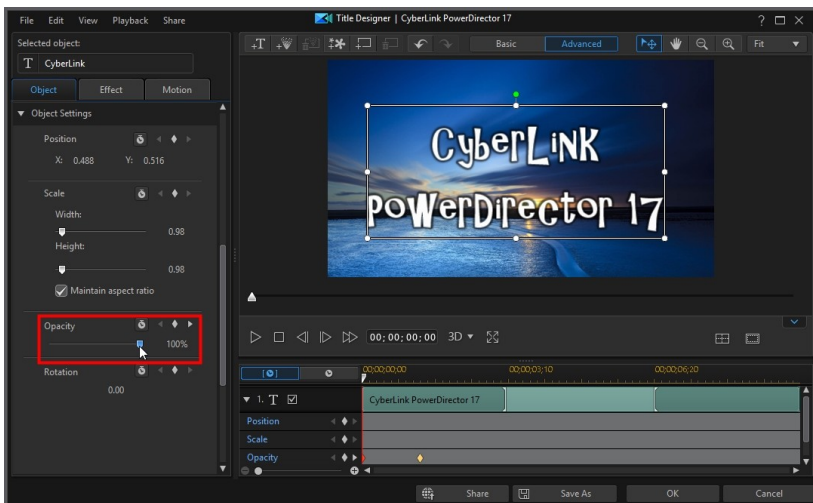 File Edit View Playback Share
Title Designer | CyberLink PowerDirector 17
Selected object:
T CyberLink
Basic Advanced Fit
Object Effect Motion
Object Settings
Position
X: 0.488 Y: 0.516
Scale
Width:
0.98
Height:
0.98
Maintain aspect ratio
Opacity
100%
Rotation
0.00
CyberLiNK
PoWerDirector 17
00;00;00;00 3D
00;00;00;00 00;00;03;10 00;00;06;20
1. T CyberLink PowerDirector 17
Position
Scale
Opacity
Share Save As OK Cancel